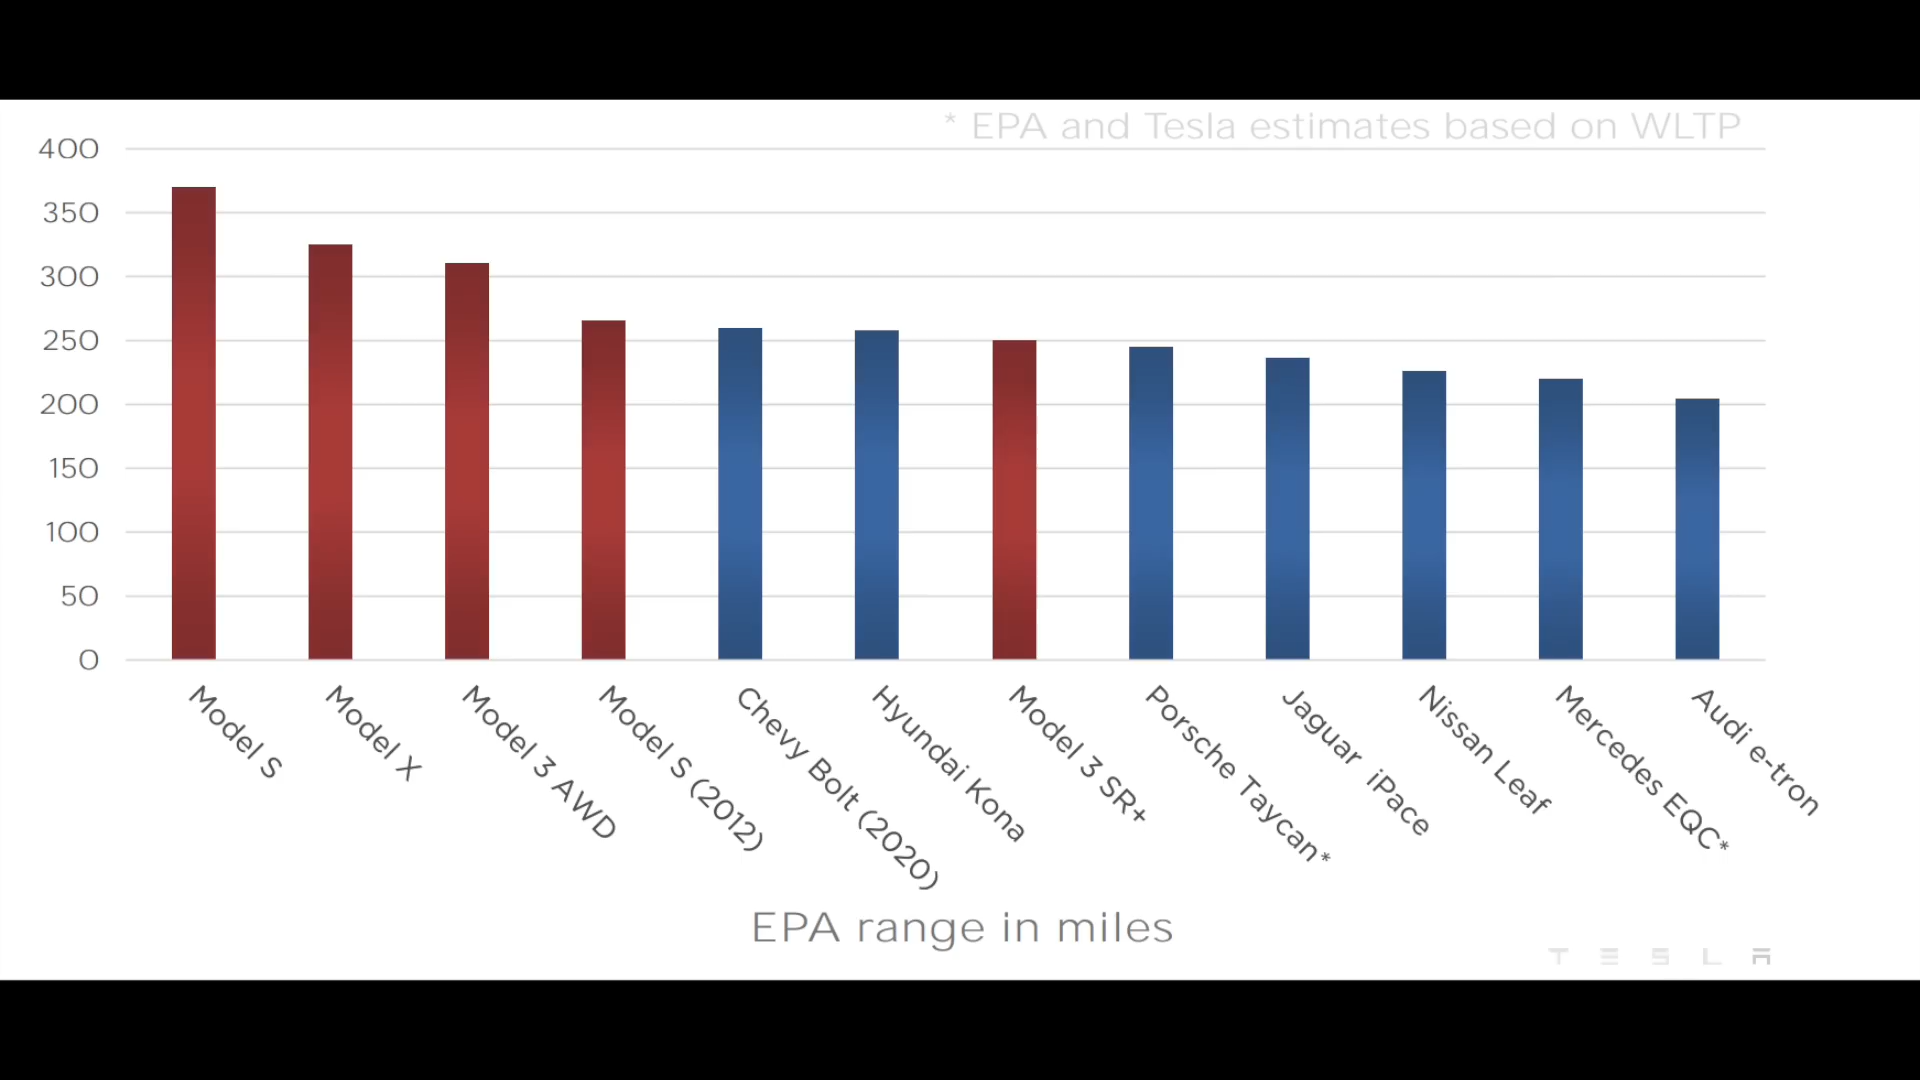 * EPA and Tesla estimates based on WLTP
400
350
300
250
200
150
100
50
0
Model S
Model X
Model 3 AWD
Model S (2012)
Chevy Bolt (2020)
Hyundai Kona
Model 3 SR+
Porsche Taycan*
Jaguar iPace
Nissan Leaf
Mercedes EQC*
Audi e-tron
EPA range in miles
TESLA